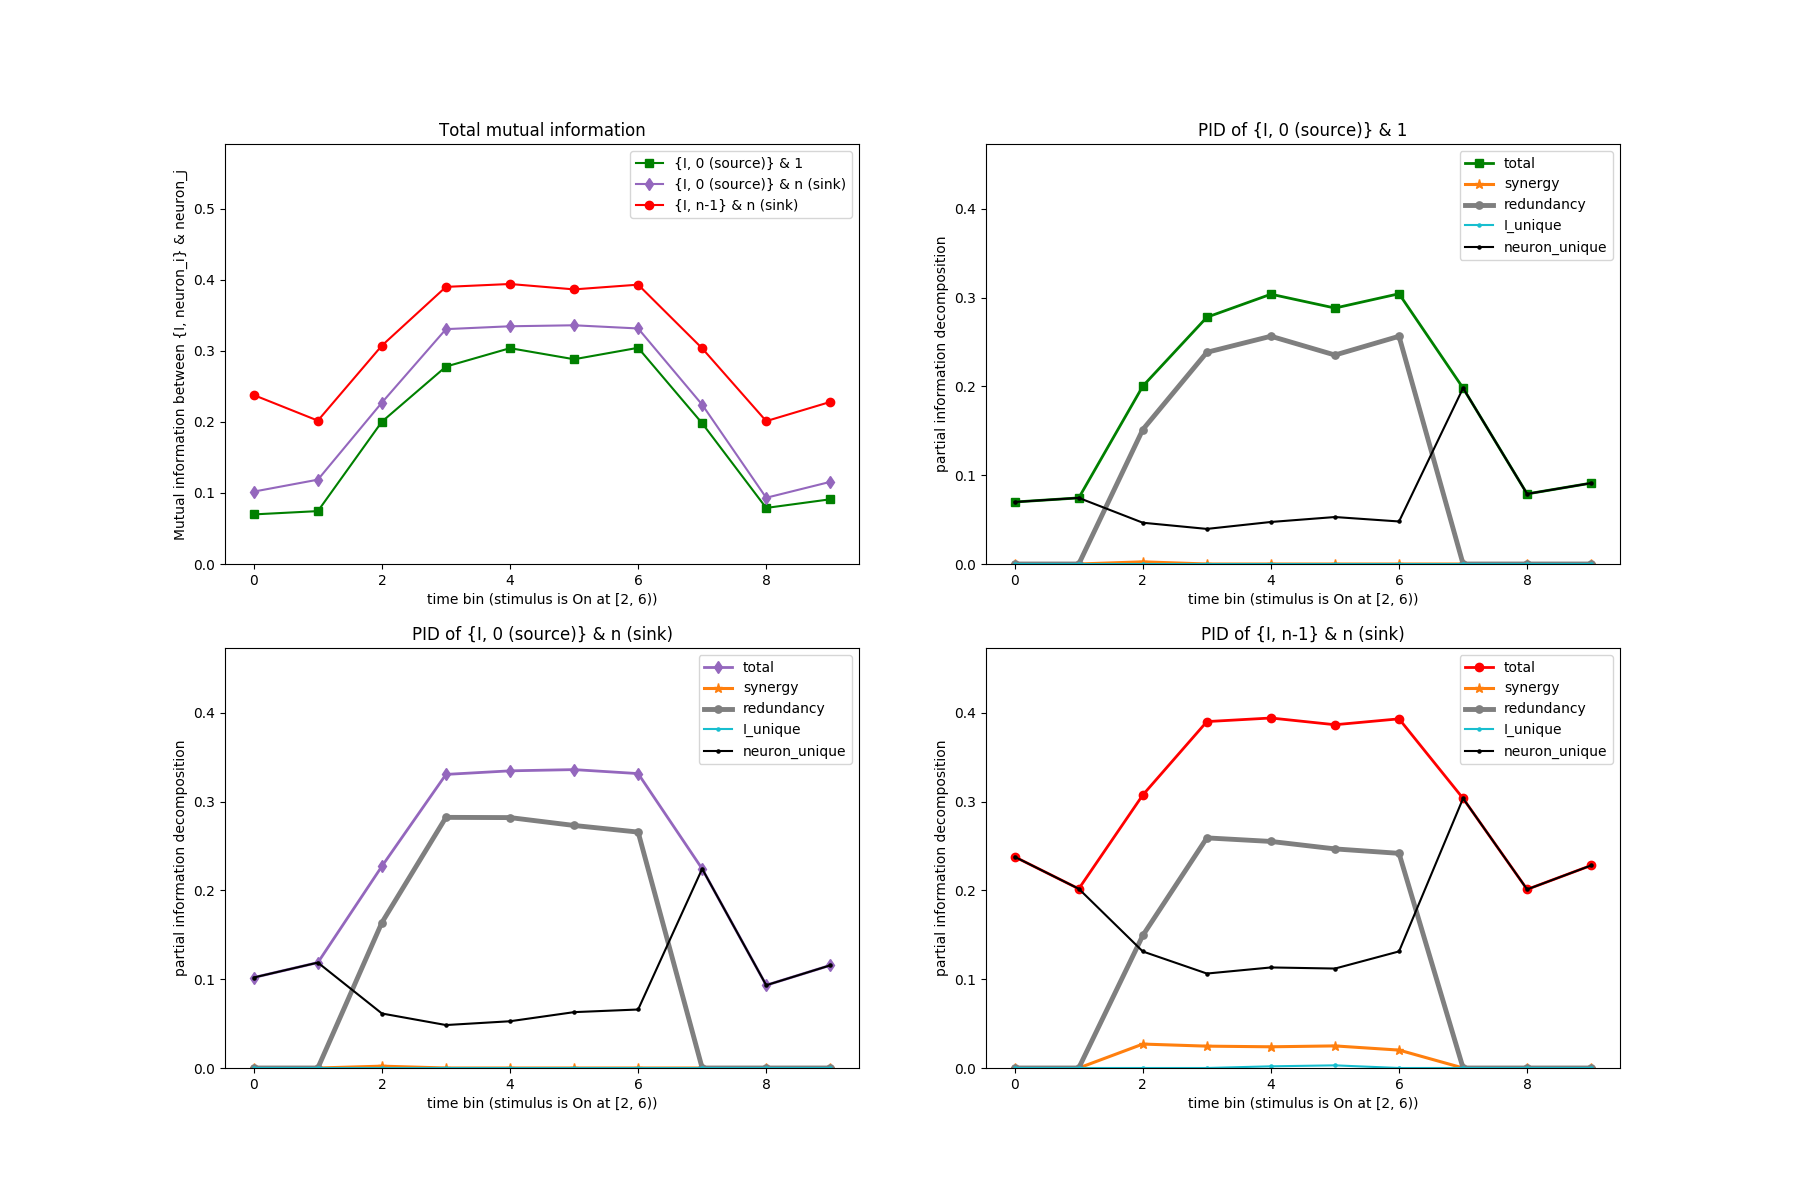 Total mutual information
Mutual information between {I, neuron_i} & neuron_j
0.5
0.4
0.3
0.2
0.1
0.0
{I, 0 (source)} & 1
{I, 0 (source)} & n (sink)
{I, n-1} & n (sink)
0 2 4 6 8
time bin (stimulus is On at [2, 6))
PID of {I, 0 (source)} & 1
partial information decomposition
0.4
0.3
0.2
0.1
0.0
total
synergy
redundancy
I_unique
neuron_unique
0 2 4 6 8
time bin (stimulus is On at [2, 6))
PID of {I, 0 (source)} & n (sink)
partial information decomposition
0.4
0.3
0.2
0.1
0.0
total
synergy
redundancy
I_unique
neuron_unique
0 2 4 6 8
time bin (stimulus is On at [2, 6))
PID of {I, n-1} & n (sink)
partial information decomposition
0.4
0.3
0.2
0.1
0.0
total
synergy
redundancy
I_unique
neuron_unique
0 2 4 6 8
time bin (stimulus is On at [2, 6))